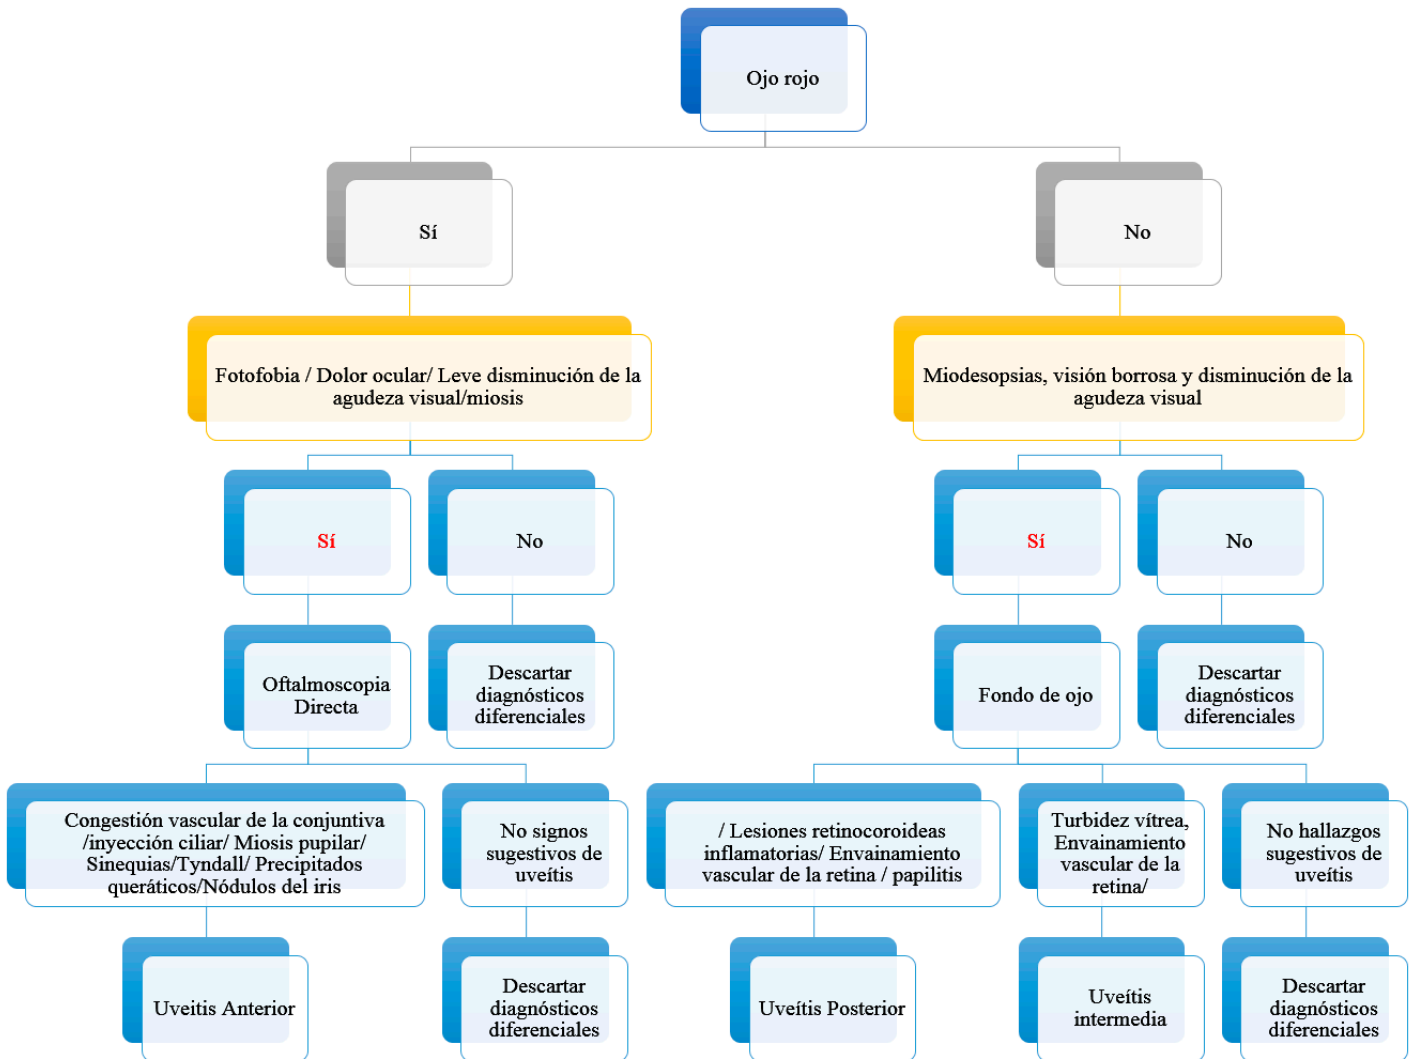 Ojo rojo
Sí
No
Fotofobia / Dolor ocular/ Leve disminución de la
agudeza visual/miosis
Miodesopsias, visión borrosa y disminución de la
agudeza visual
Sí
No
Sí
No
Oftalmoscopia
Directa
Descartar
diagnósticos
diferenciales
Fondo de ojo
Descartar
diagnósticos
diferenciales
Congestión vascular de la conjuntiva
/inyección ciliar/ Miosis pupilar/
Sinequias/Tyndall/ Precipitados
queráticos/Nódulos del iris
No signos
sugestivos de
uveítis
/ Lesiones retinocoroideas
inflamatorias/ Envainamiento
vascular de la retina / papilitis
Turbidez vítrea,
Envainamiento
vascular de la
retina/
No hallazgos
sugestivos de
uveítis
Uveítis Anterior
Descartar
diagnósticos
diferenciales
Uveítis Posterior
Uveítis
intermedia
Descartar
diagnósticos
diferenciales